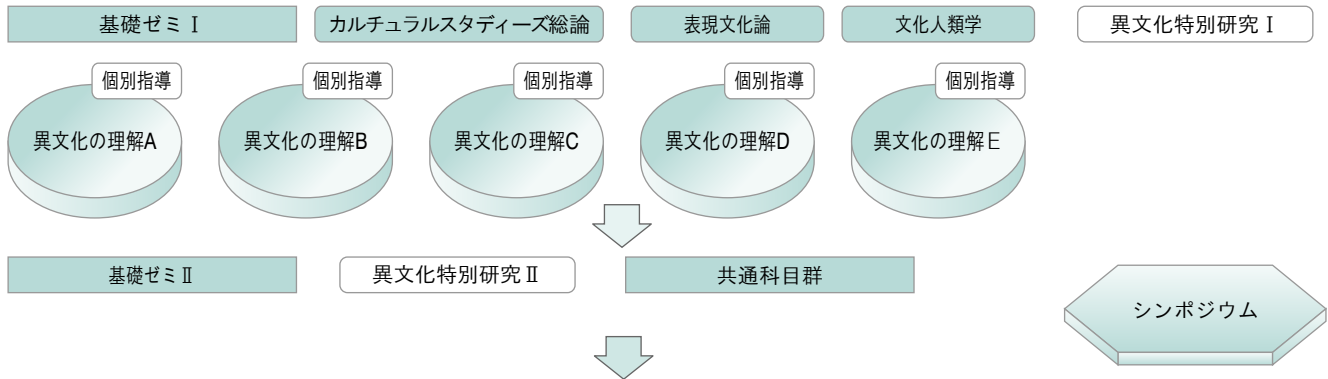 基礎ゼミⅠ
カルチュラルスタディーズ総論
表現文化論
文化人類学
異文化特別研究Ⅰ
個別指導
個別指導
個別指導
個別指導
個別指導
異文化の理解A
異文化の理解B
異文化の理解C
異文化の理解D
異文化の理解E
基礎ゼミⅡ
異文化特別研究Ⅱ
共通科目群
シンポジウム